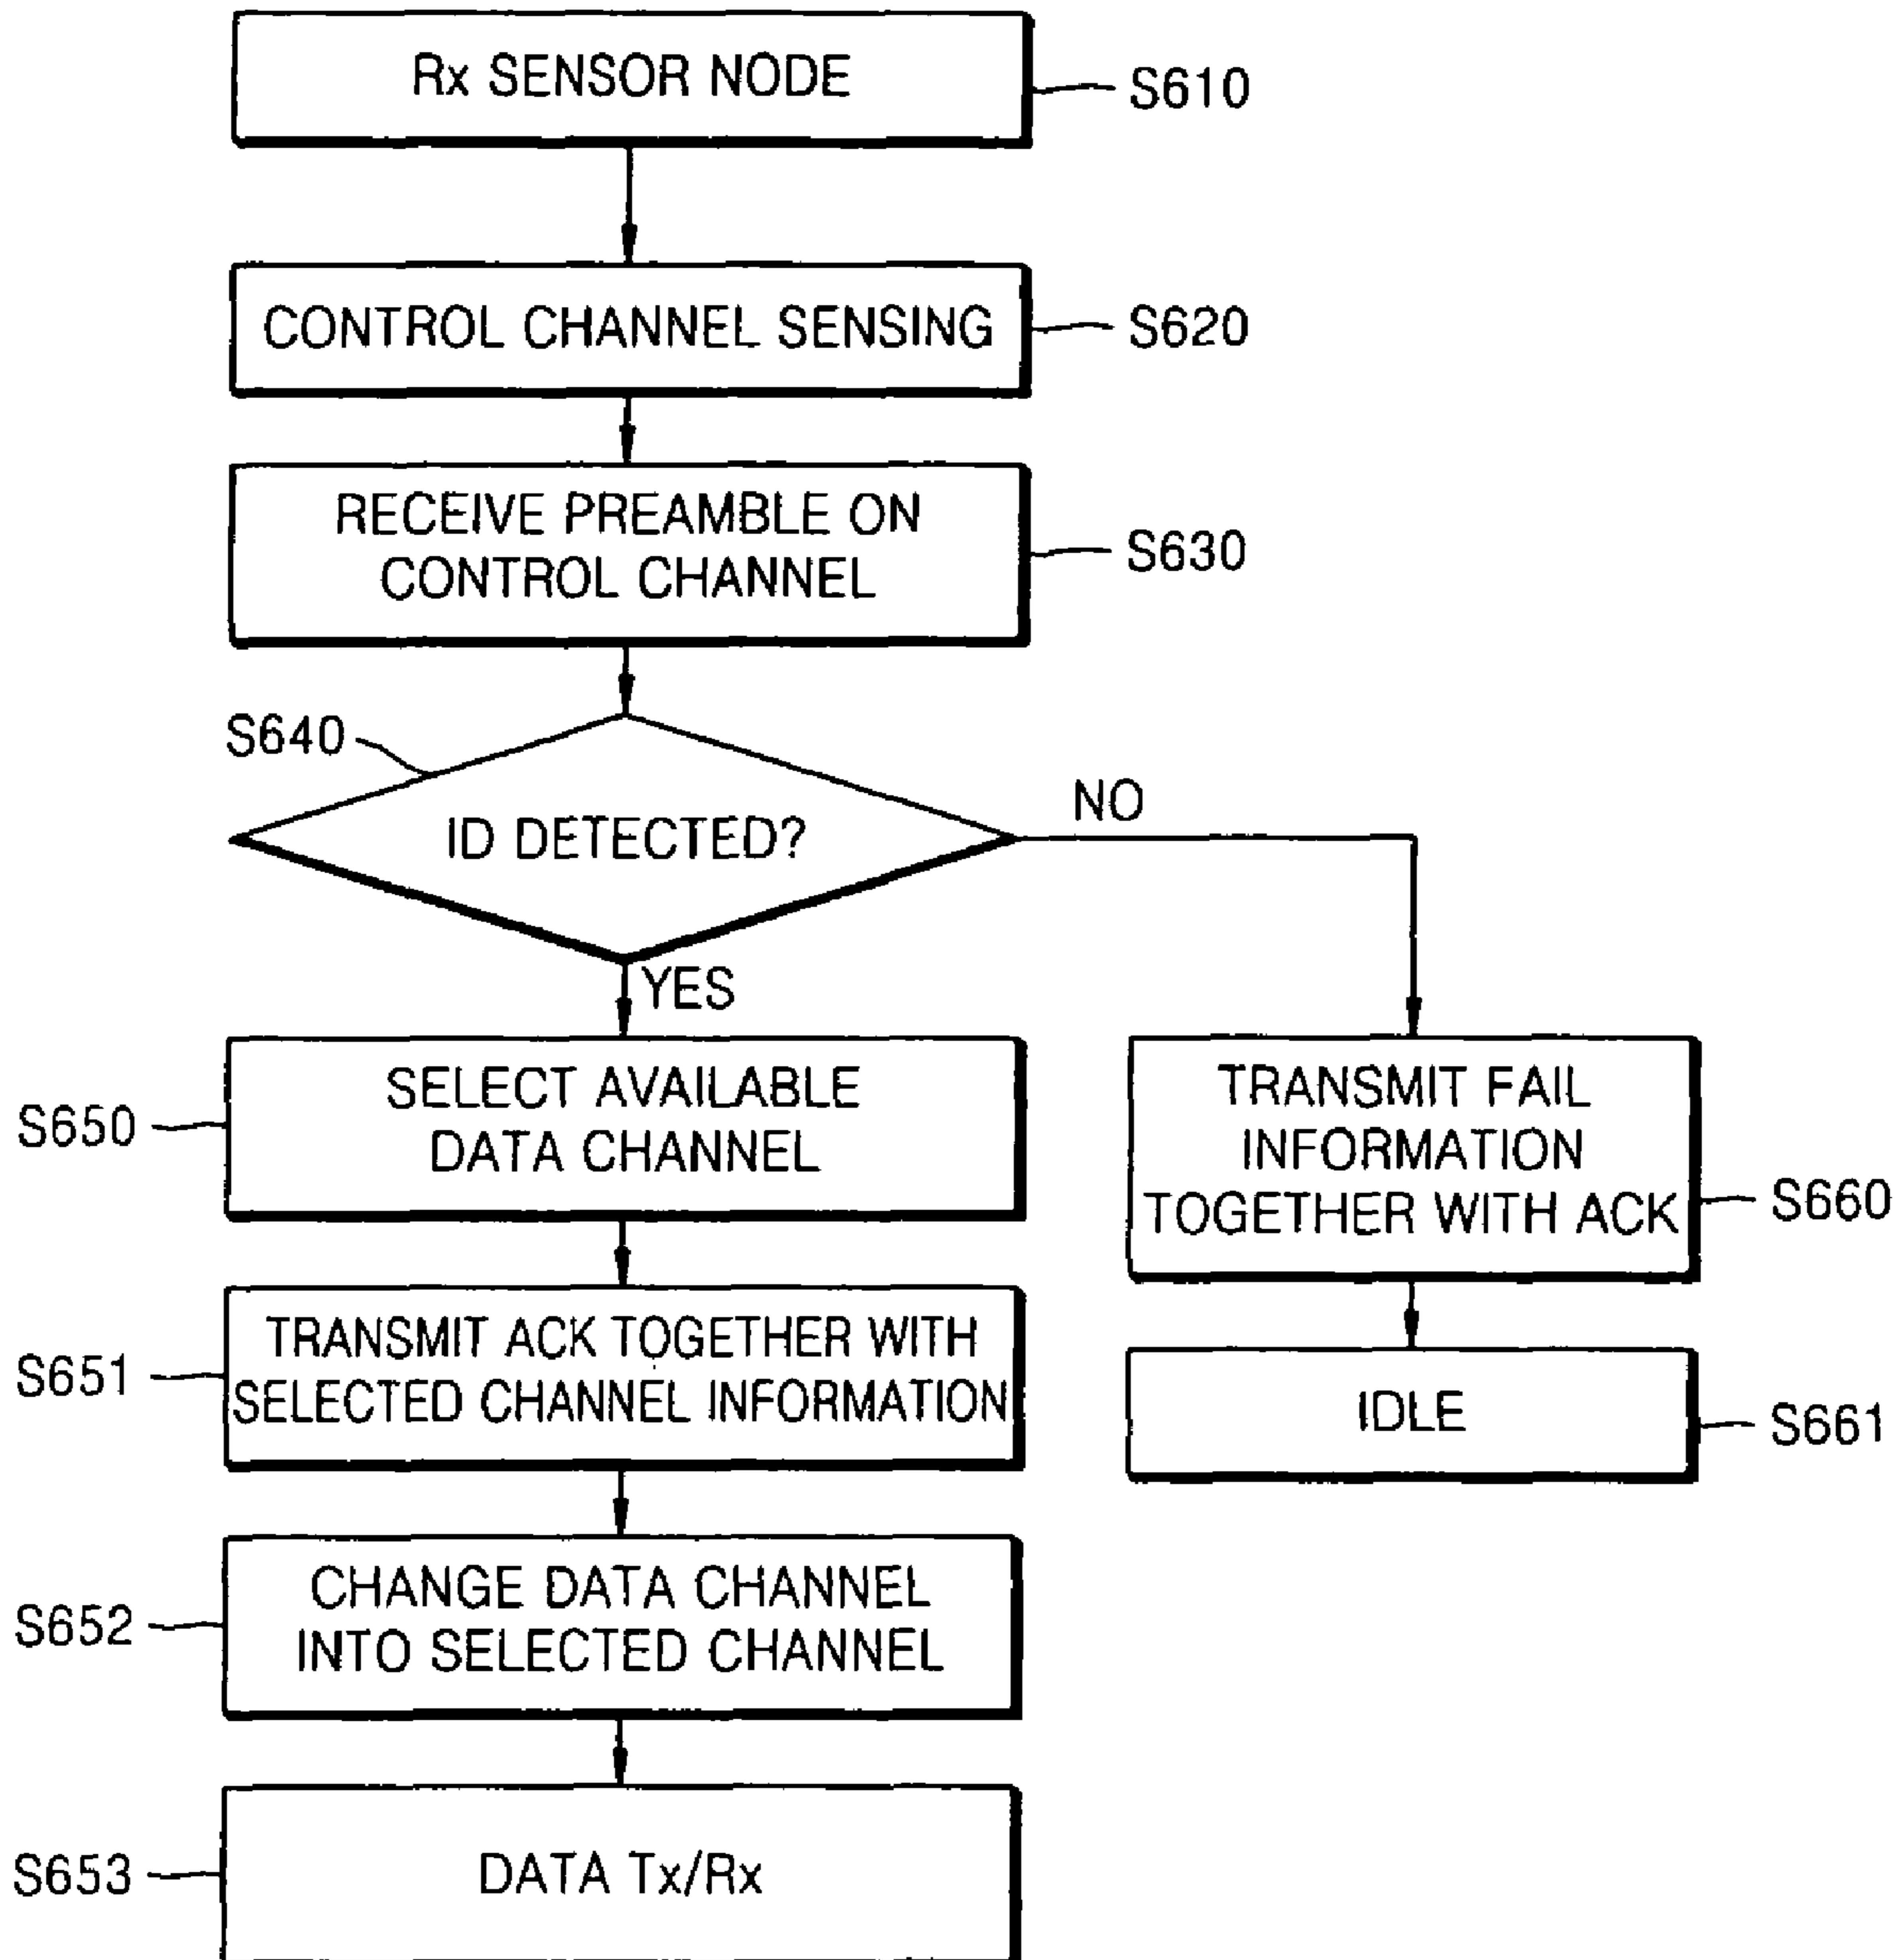 Rx SENSOR NODE
S610
CONTROL CHANNEL SENSING
S620
RECEIVE PREAMBLE ON
CONTROL CHANNEL
S630
S640
ID DETECTED?
NO
YES
SELECT AVAILABLE
DATA CHANNEL
S650
TRANSMIT FAIL
INFORMATION
TOGETHER WITH ACK
S660
TRANSMIT ACK TOGETHER WITH
SELECTED CHANNEL INFORMATION
S651
IDLE
S661
CHANGE DATA CHANNEL
INTO SELECTED CHANNEL
S652
DATA Tx/Rx
S653